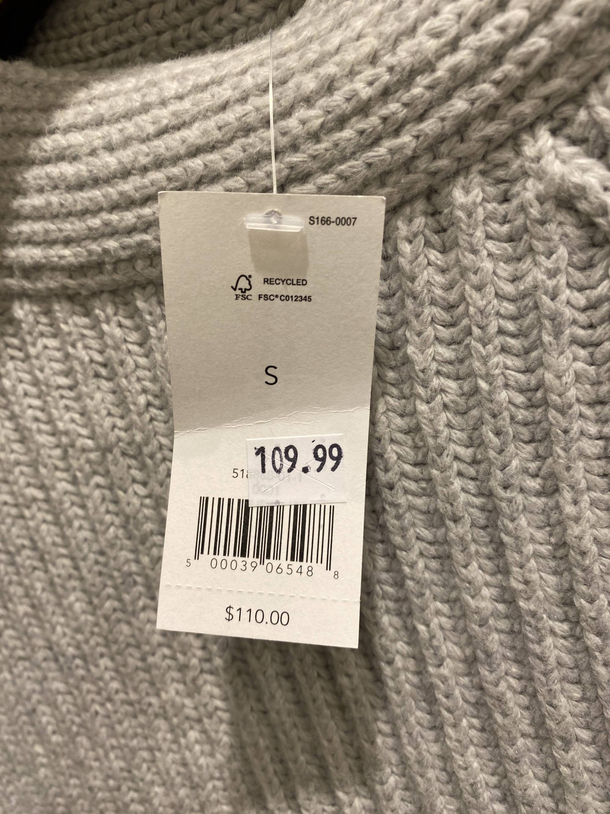 S166-0007
RECYCLED
FSC FSC®C012345
S
109.99
5 00039 06548 8
$110.00